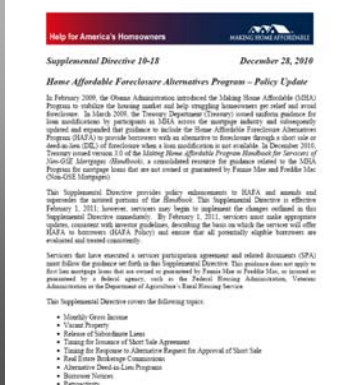 Help for America's Homeowners
MAKING HOME AFFORDABLE
Supplemental Directive 10-18 December 28, 2010
Home Affordable Foreclosure Alternatives Program – Policy Update
In February 2009, the Obama Administration introduced the Making Home Affordable (MHA)
Program to stabilize the housing market and help struggling homeowners get relief and avoid
foreclosure. In March 2009, the Treasury Department (Treasury) issued uniform guidance for
loan modifications by participants in MHA across the mortgage industry and subsequently
updated and expanded that guidance to include the Home Affordable Foreclosure Alternatives
Program (HAFA) to provide borrowers with an alternative to foreclosure through a short sale or
deed-in-lieu (DIL) of foreclosure when a loan modification is not available. In December 2010,
Treasury issued version 3.0 of the Making Home Affordable Program Handbook for Servicers of
Non-GSE Mortgages (Handbook), a consolidated resource for guidance related to the MHA
Program for mortgage loans that are not owned or guaranteed by Fannie Mae and Freddie Mac
(Non-GSE Mortgages).
This Supplemental Directive provides policy enhancements to HAFA and amends and
supersedes the noted portions of the Handbook. This Supplemental Directive is effective
February 1, 2011; however, servicers may begin to implement the changes outlined in this
Supplemental Directive immediately. By February 1, 2011, servicers must make appropriate
updates, consistent with investor guidelines, describing the basis on which the servicer will offer
HAFA to borrowers (HAFA Policy) and ensure that all potentially eligible borrowers are
evaluated and treated consistently.
Servicers that have executed a servicer participation agreement and related documents (SPA)
must follow the guidance set forth in this Supplemental Directive. This guidance does not apply to
first lien mortgage loans that are owned or guaranteed by Fannie Mae or Freddie Mac, or insured or
guaranteed by a federal agency, such as the Federal Housing Administration, Veterans
Administration or the Department of Agriculture's Rural Housing Service.
This Supplemental Directive covers the following topics:
• Monthly Gross Income
• Vacant Property
• Release of Subordinate Liens
• Timing for Issuance of Short Sale Agreement
• Timing for Response to Alternative Request for Approval of Short Sale
• Real Estate Brokerage Commissions
• Alternative Deed-in-Lieu Programs
• Borrower Notices
• Retroactivity